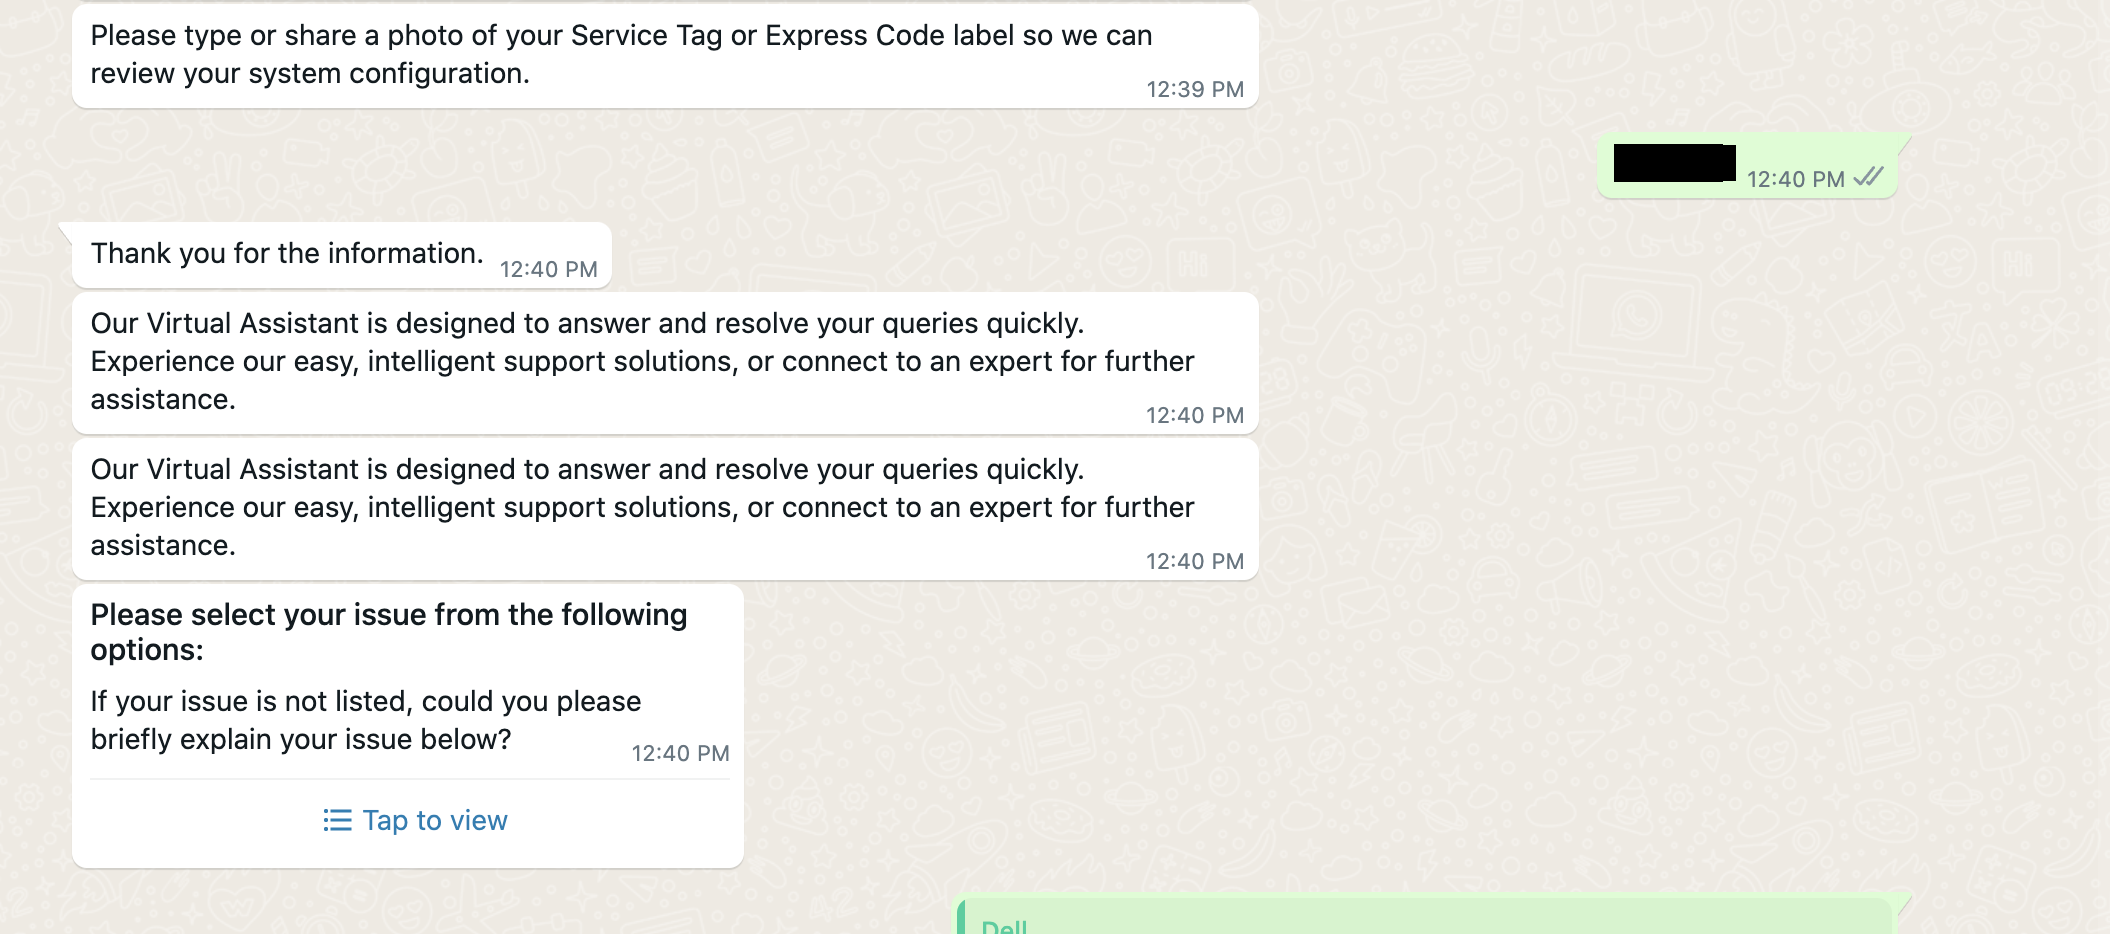 Please type or share a photo of your Service Tag or Express Code label so we can
review your system configuration.
12:39 PM
12:40 PM
Thank you for the information.
12:40 PM
Our Virtual Assistant is designed to answer and resolve your queries quickly.
Experience our easy, intelligent support solutions, or connect to an expert for further
assistance.
12:40 PM
Our Virtual Assistant is designed to answer and resolve your queries quickly.
Experience our easy, intelligent support solutions, or connect to an expert for further
assistance.
12:40 PM
Please select your issue from the following
options:
If your issue is not listed, could you please
briefly explain your issue below?
12:40 PM
Tap to view
Dell